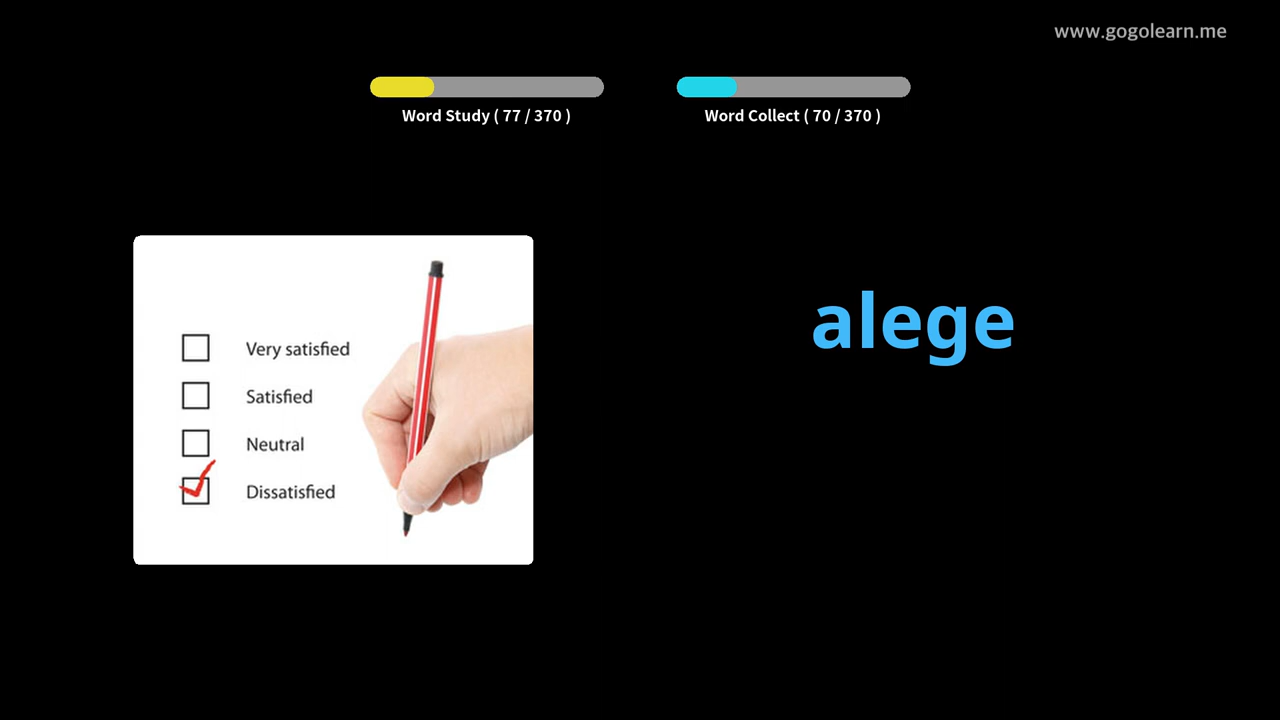 www.gogolearn.me
Word Study ( 77 / 370 )
Word Collect ( 70 / 370 )
alege
Very satisfied
Satisfied
Neutral
Dissatisfied